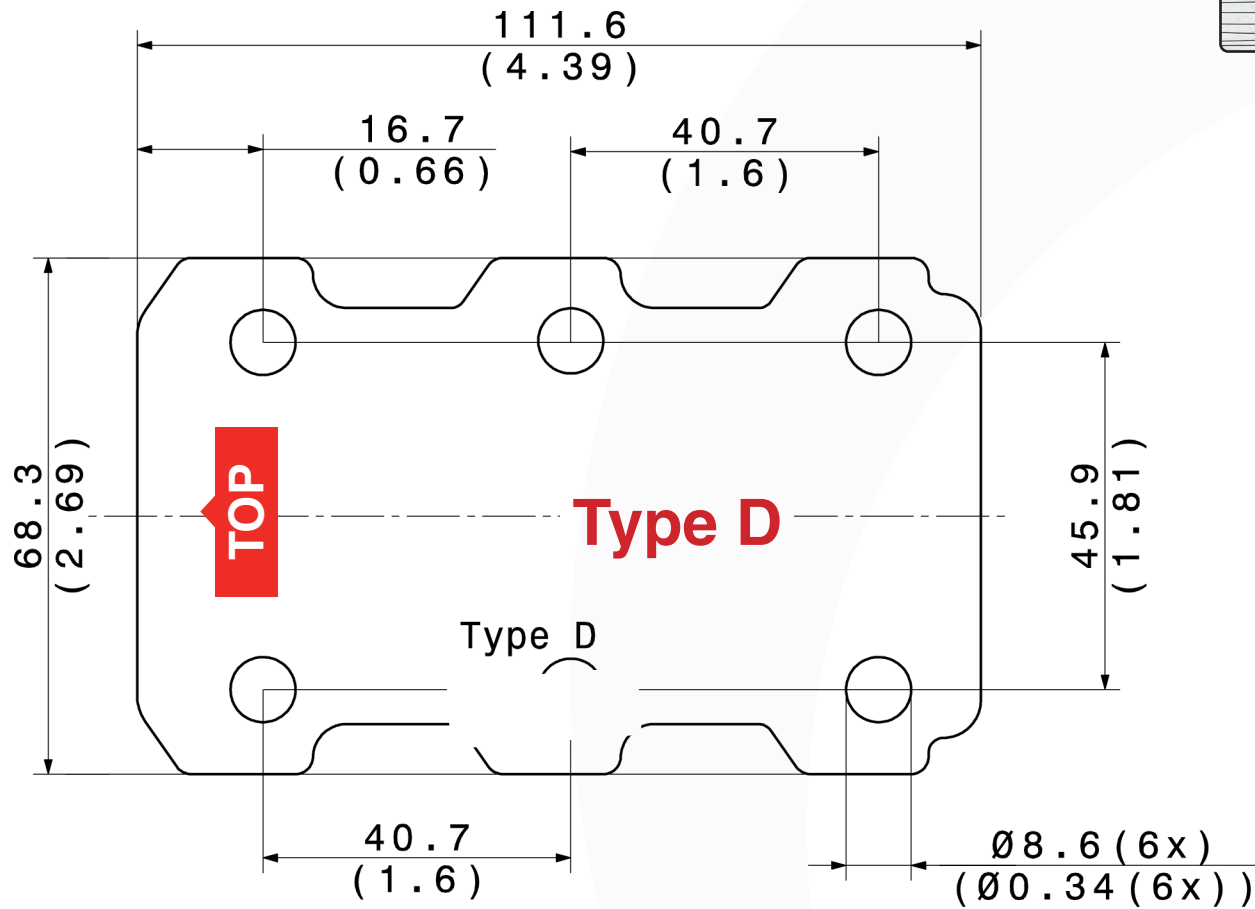 111.6
(4.39)
16.7
(0.66)
40.7
(1.6)
68.3
(2.69)
TOP
Type D
45.9
(1.81)
Type D
40.7
(1.6)
Ø8.6(6x)
(Ø0.34(6x))